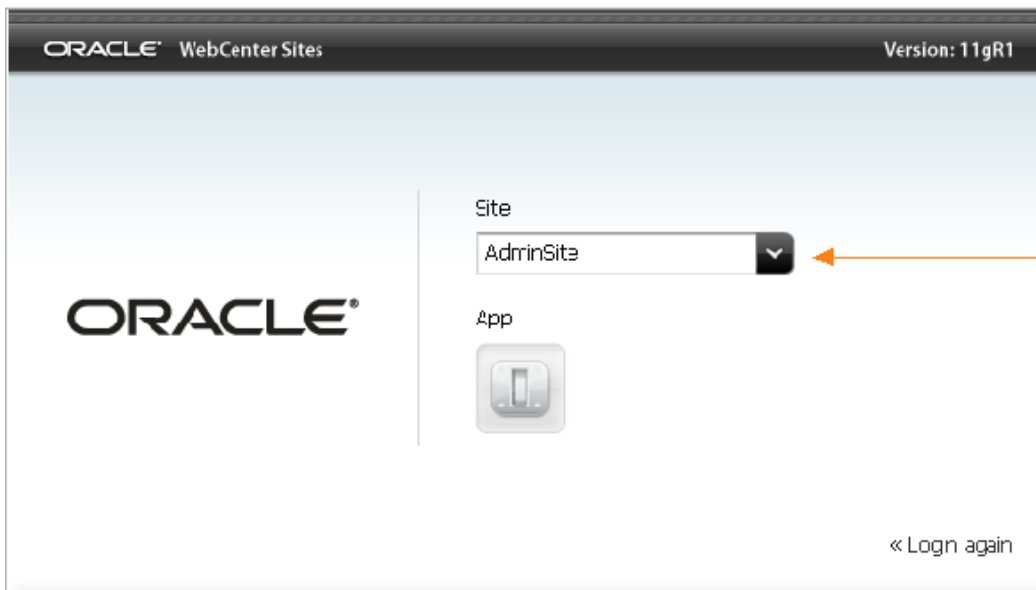 ORACLE WebCenter Sites
Version: 11gR1
Site
AdminSite
ORACLE
App
« Login again